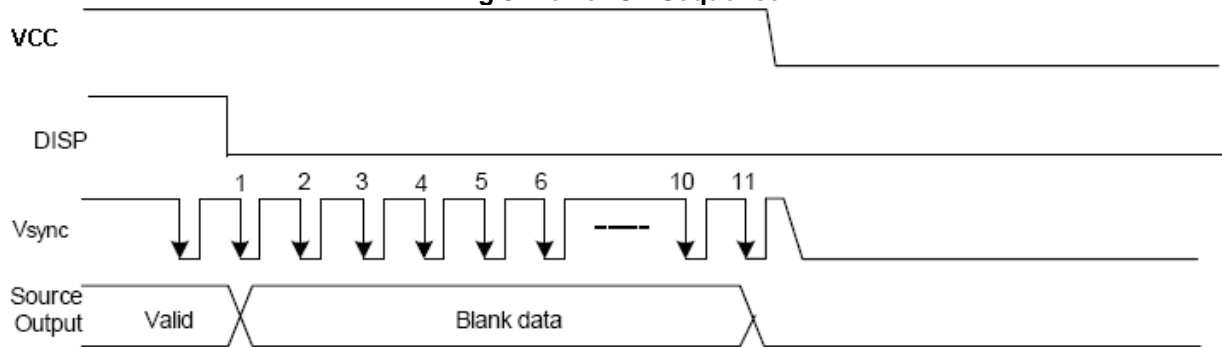 VCC
DISP
1 2 3 4 5 6 10 11
Vsync
Source
Output
Valid
Blank data